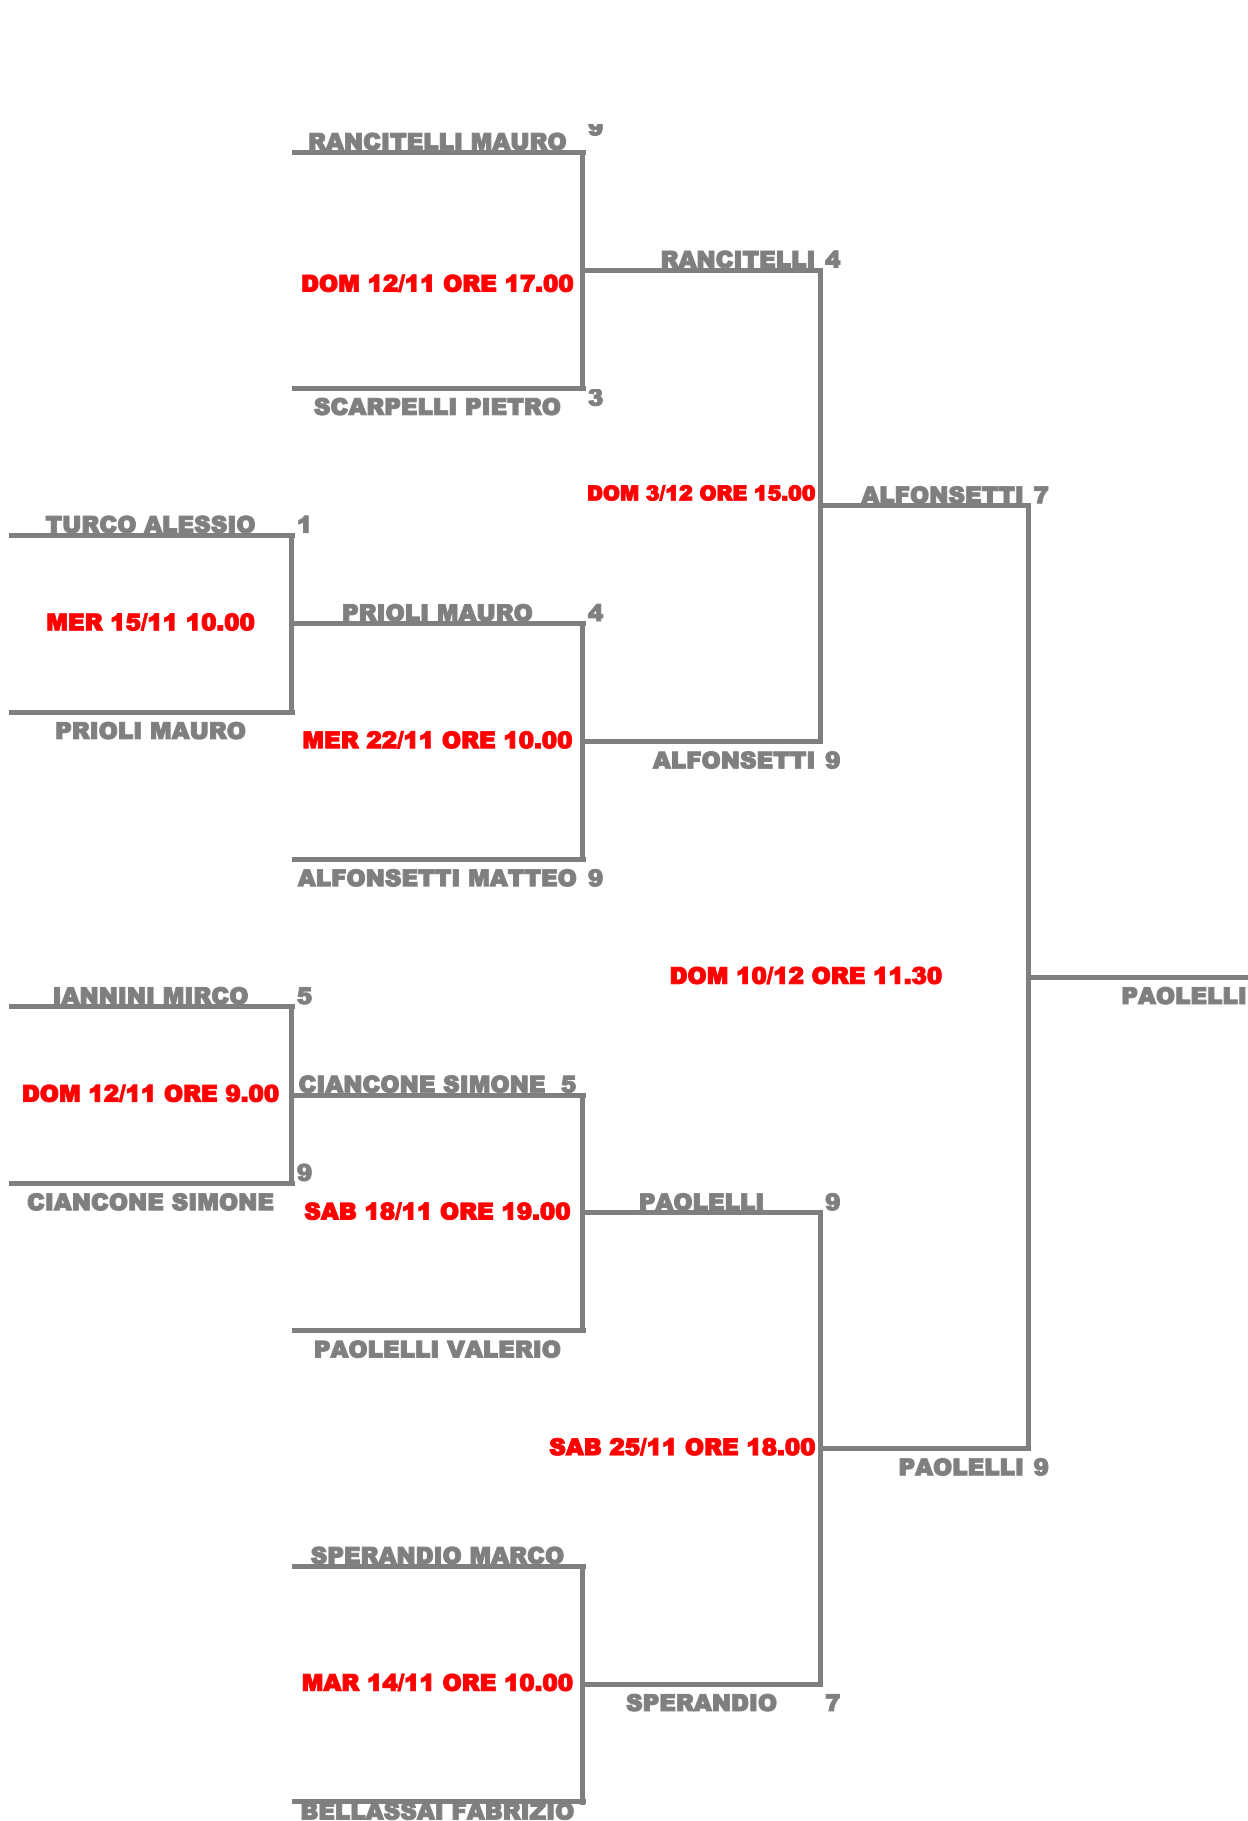 9
RANCITELLI MAURO
RANCITELLI 4
DOM 12/11 ORE 17.00
3
SCARPELLI PIETRO
DOM 3/12 ORE 15.00
ALFONSETTI 7
TURCO ALESSIO 1
PRIOLI MAURO 4
MER 15/11 10.00
PRIOLI MAURO
MER 22/11 ORE 10.00
ALFONSETTI 9
ALFONSETTI MATTEO 9
DOM 10/12 ORE 11.30
IANNINI MIRCO 5
PAOLELLI
CIANCONE SIMONE 5
DOM 12/11 ORE 9.00
9
CIANCONE SIMONE
PAOLELLI 9
SAB 18/11 ORE 19.00
PAOLELLI VALERIO
SAB 25/11 ORE 18.00
PAOLELLI 9
SPERANDIO MARCO
MAR 14/11 ORE 10.00
SPERANDIO 7
BELLASSAI FABRIZIO